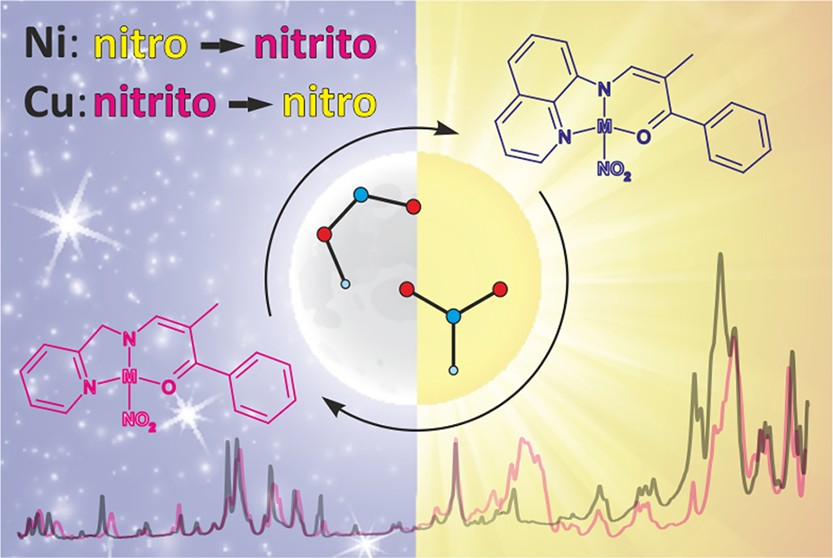 Ni: nitro → nitrito
Cu: nitrito → nitro
N
N
M
O
NO₂
N
N
M
O
NO₂